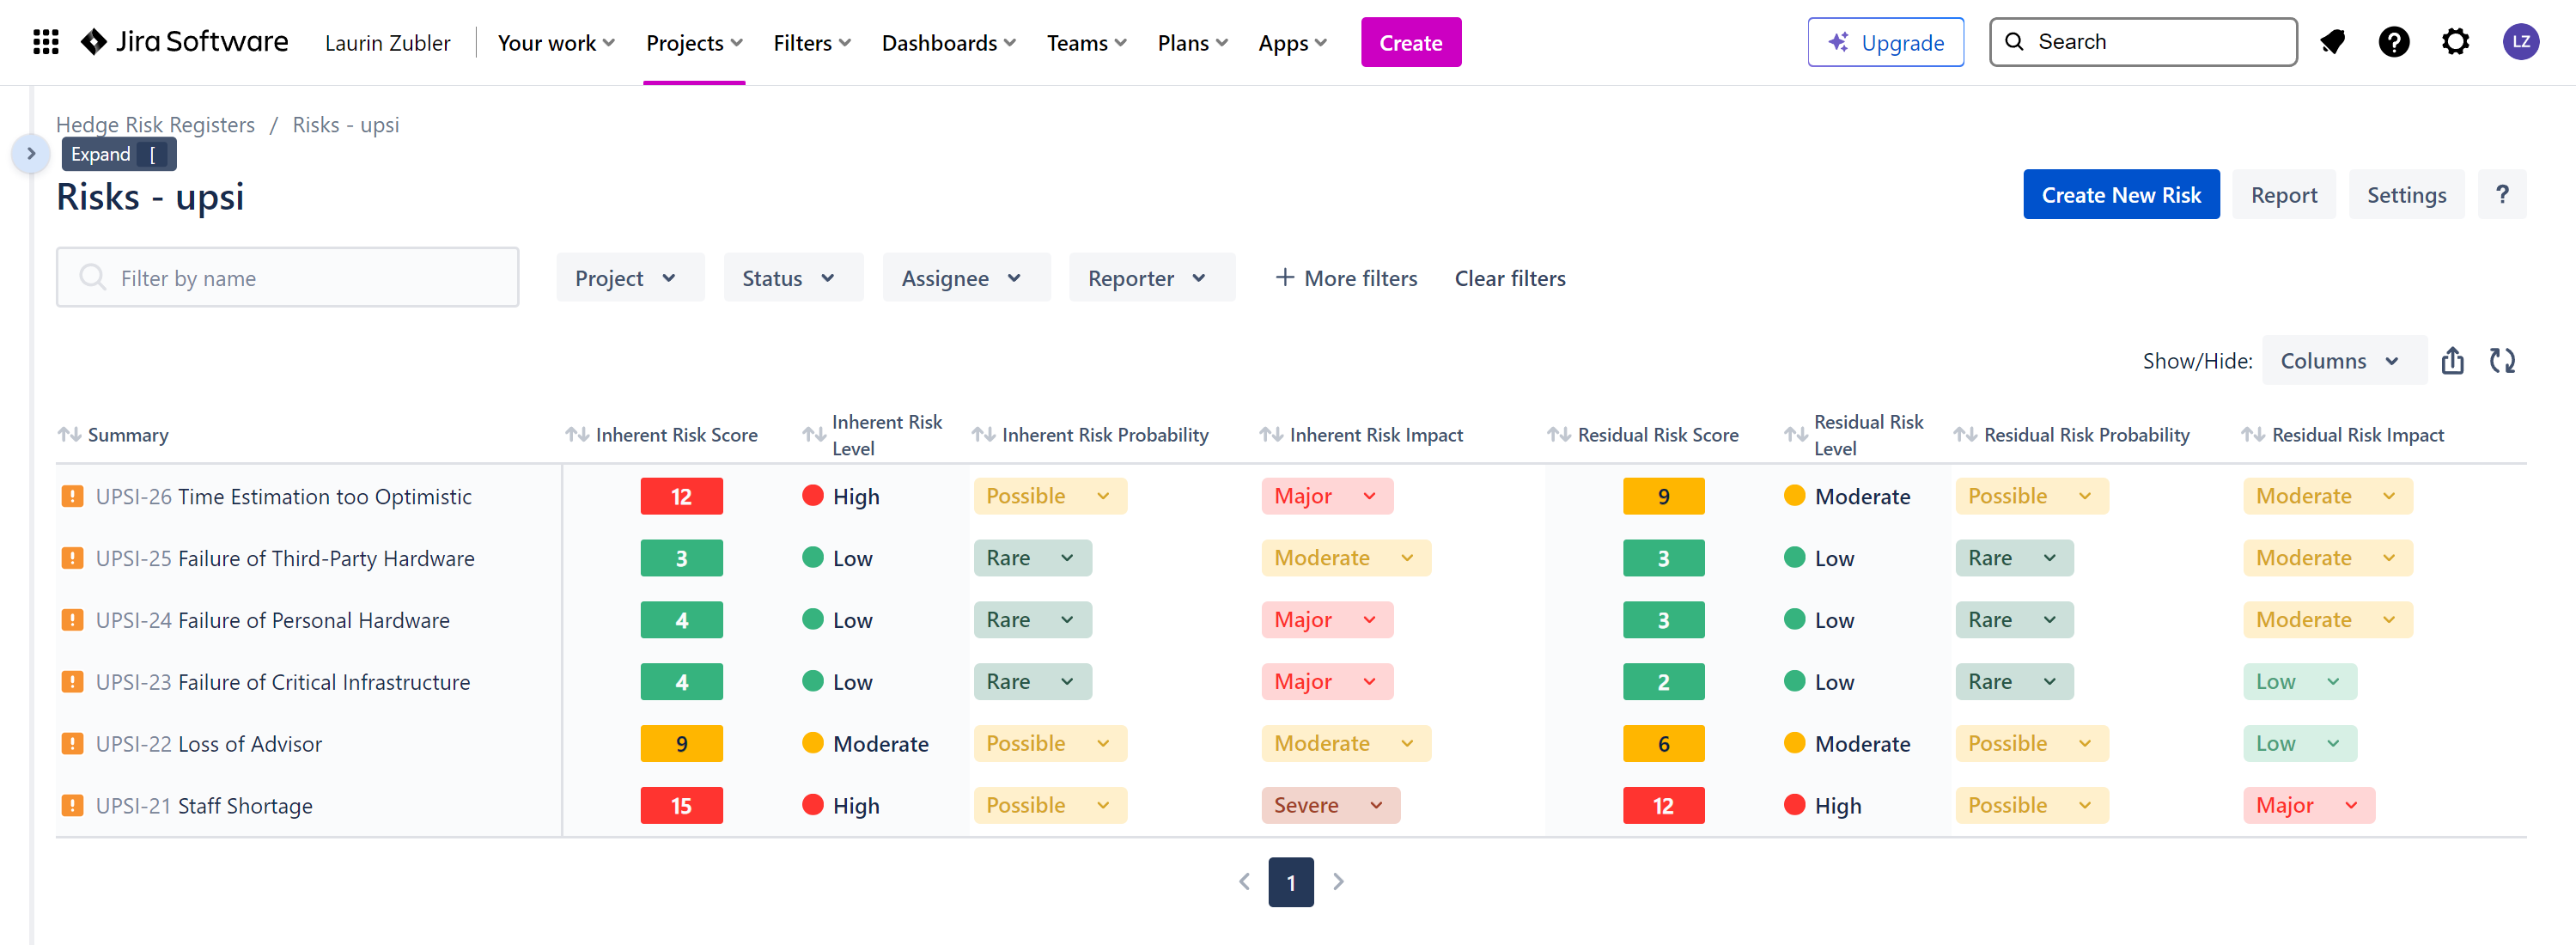 Jira Software Laurin Zubler Your work Projects Filters Dashboards Teams Plans Apps Create Upgrade Search LZ
Hedge Risk Registers / Risks - upsi
Expand [
Risks - upsi
Create New Risk Report Settings ?
Filter by name Project Status Assignee Reporter + More filters Clear filters
Show/Hide: Columns
Summary Inherent Risk Score Inherent Risk Level Inherent Risk Probability Inherent Risk Impact Residual Risk Score Residual Risk Level Residual Risk Probability Residual Risk Impact
UPSI-26 Time Estimation too Optimistic 12 High Possible Major 9 Moderate Possible Moderate
UPSI-25 Failure of Third-Party Hardware 3 Low Rare Moderate 3 Low Rare Moderate
UPSI-24 Failure of Personal Hardware 4 Low Rare Major 3 Low Rare Moderate
UPSI-23 Failure of Critical Infrastructure 4 Low Rare Major 2 Low Rare Low
UPSI-22 Loss of Advisor 9 Moderate Possible Moderate 6 Moderate Possible Low
UPSI-21 Staff Shortage 15 High Possible Severe 12 High Possible Major
1